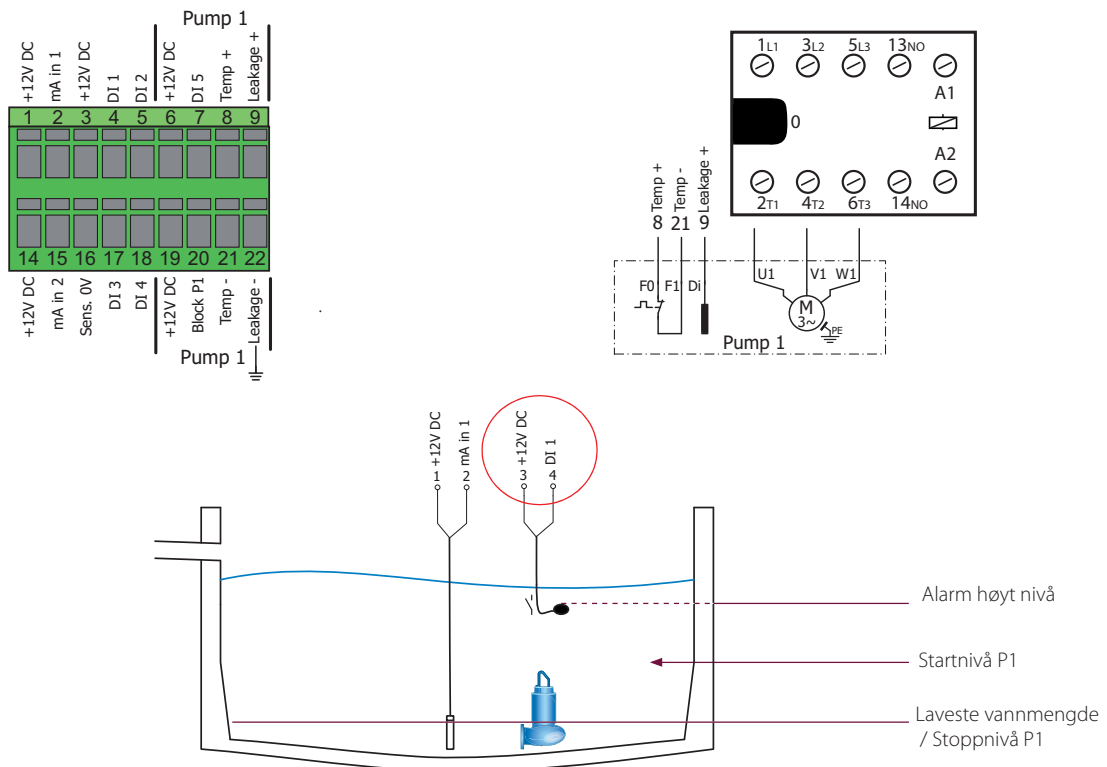 Pump 1
+12V DC
mA in 1
+12V DC
DI 1
DI 2
+12V DC
DI 5
Temp +
Leakage +
1 2 3 4 5 6 7 8 9
14 15 16 17 18 19 20 21 22
+12V DC
mA in 2
Sens. 0V
DI 3
DI 4
+12V DC
Block P1
Temp -
Leakage -
Pump 1
1L1 3L2 5L3 13NO
A1
0
A2
2T1 4T2 6T3 14NO
8 Temp +
21 Temp -
9 Leakage +
U1 V1 W1
F0 F1 Di
M
3~
PE
Pump 1
1 +12V DC
2 mA in 1
3 +12V DC
4 DI 1
Alarm høyt nivå
Startnivå P1
Laveste vannmengde
/ Stoppnivå P1